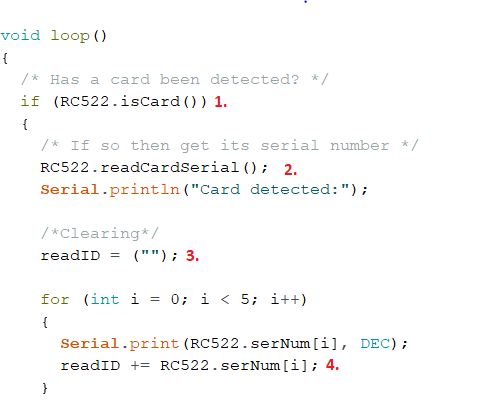 void loop()
{
/* Has a card been detected? */
if (RC522.isCard()) 1.
{
/* If so then get its serial number */
RC522.readCardSerial(); 2.
Serial.println("Card detected:");
/*Clearing*/
readID = (""); 3.
for (int i = 0; i < 5; i++)
{
Serial.print(RC522.serNum[i], DEC);
readID += RC522.serNum[i]; 4.
}